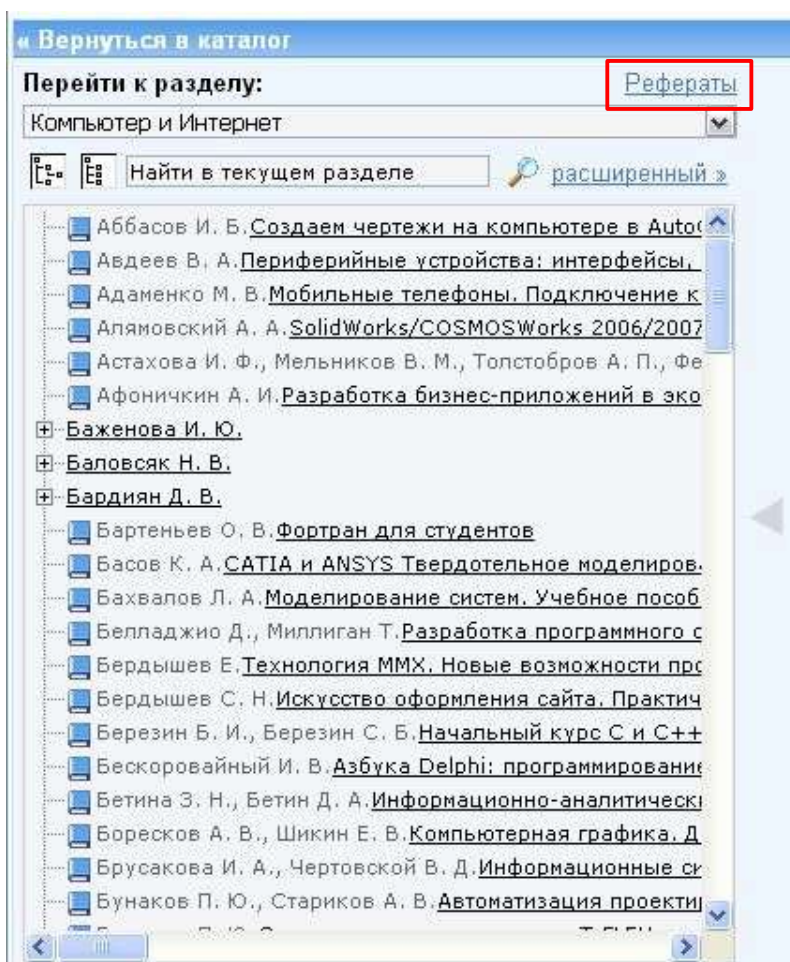 « Вернуться в каталог
Перейти к разделу: Рефераты
Компьютер и Интернет
Найти в текущем разделе расширенный »
Аббасов И. Б. Создаем чертежи на компьютере в Auto
Авдеев В. А. Периферийные устройства: интерфейсы,
Адаменко М. В. Мобильные телефоны. Подключение к
Алямовский А. А. SolidWorks/COSMOSWorks 2006/2007
Астахова И. Ф., Мельников В. М., Толстобров А. П., Фе
Афоничкин А. И. Разработка бизнес-приложений в эко
Баженова И. Ю.
Баловсяк Н. В.
Бардиян Д. В.
Бартеньев О. В. Фортран для студентов
Басов К. А. CATIA и ANSYS Твердотельное моделиров
Бахвалов Л. А. Моделирование систем. Учебное пособ
Белладжио Д., Миллиган Т. Разработка программного с
Бердышев Е. Технология MMX. Новые возможности про
Бердышев С. Н. Искусство оформления сайта. Практич
Березин Б. И., Березин С. Б. Начальный курс С и С++
Бескоровайный И. В. Азбука Delphi: программирование
Бетина З. Н., Бетин Д. А. Информационно-аналитическ
Боресков А. В., Шикин Е. В. Компьютерная графика. Д
Брусакова И. А., Чертовской В. Д. Информационные си
Бунаков П. Ю., Стариков А. В. Автоматизация проекти